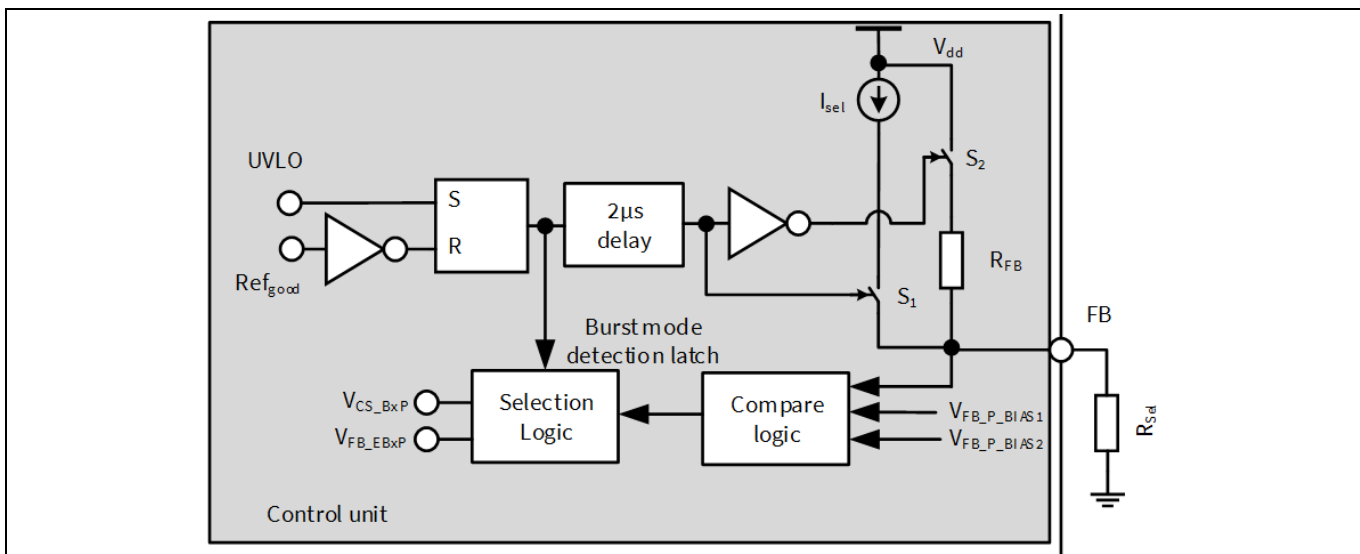 Vdd
Isel
UVLO
S2
S
2µs
delay
R
RFB
Refgood
S1
FB
Burst mode
detection latch
VCS_BxP
Selection
Logic
Compare
logic
VFB_EBxP
VFB_P_BIAS1
VFB_P_BIAS2
RSel
Control unit